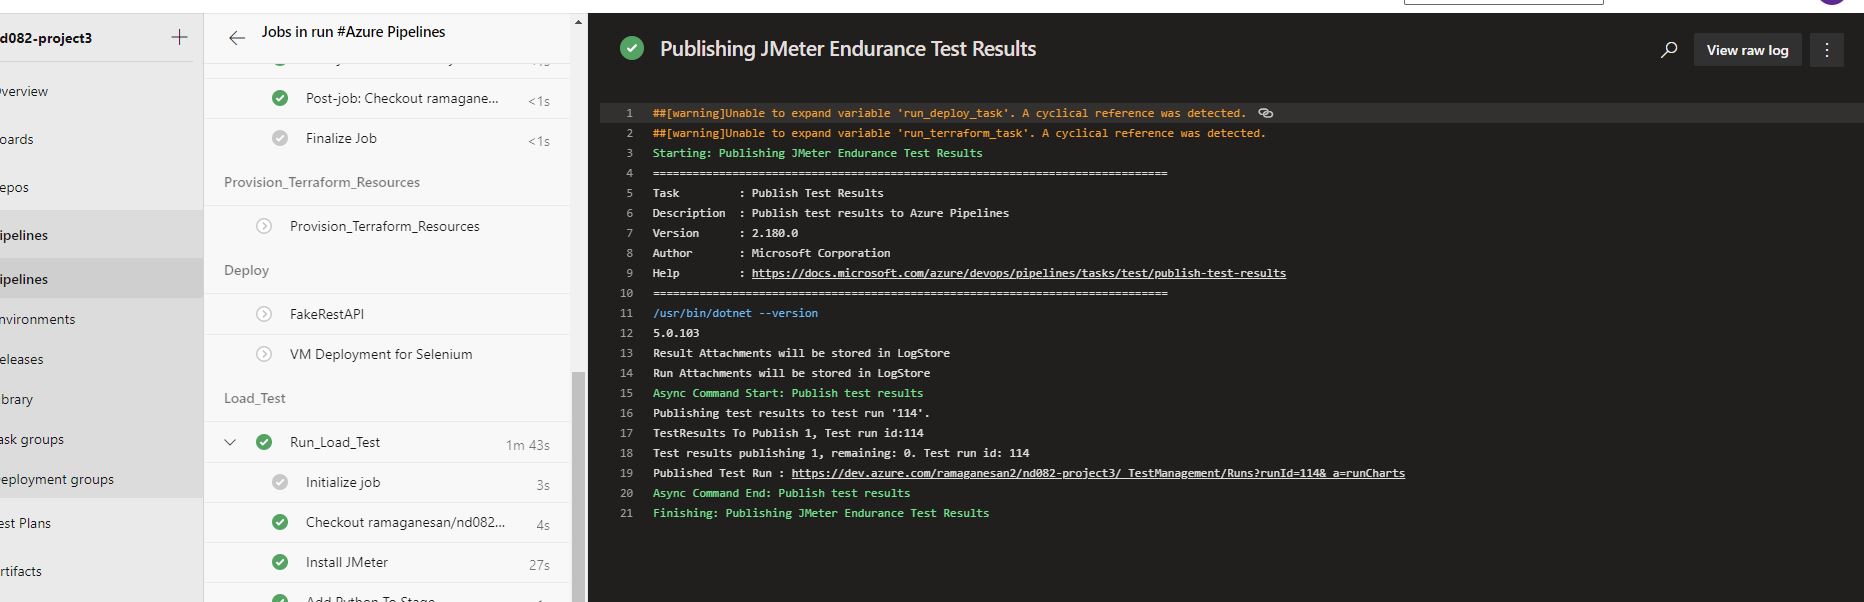 d082-project3
verview
oards
epos
ipelines
ipelines
nvironments
eleases
brary
ask groups
eployment groups
est Plans
rtifacts
Jobs in run #Azure Pipelines
Post-job: Checkout ramagane... <1s
Finalize Job <1s
Provision_Terraform_Resources
Provision_Terraform_Resources
Deploy
FakeRestAPI
VM Deployment for Selenium
Load_Test
Run_Load_Test 1m 43s
Initialize job 3s
Checkout ramaganesan/nd082... 4s
Install JMeter 27s
Add Python To Stage
Publishing JMeter Endurance Test Results
View raw log
1 ##[warning]Unable to expand variable 'run_deploy_task'. A cyclical reference was detected.
2 ##[warning]Unable to expand variable 'run_terraform_task'. A cyclical reference was detected.
3 Starting: Publishing JMeter Endurance Test Results
4 ==============================================================================
5 Task : Publish Test Results
6 Description : Publish test results to Azure Pipelines
7 Version : 2.180.0
8 Author : Microsoft Corporation
9 Help : https://docs.microsoft.com/azure/devops/pipelines/tasks/test/publish-test-results
10 ==============================================================================
11 /usr/bin/dotnet --version
12 5.0.103
13 Result Attachments will be stored in LogStore
14 Run Attachments will be stored in LogStore
15 Async Command Start: Publish test results
16 Publishing test results to test run '114'.
17 TestResults To Publish 1, Test run id:114
18 Test results publishing 1, remaining: 0. Test run id: 114
19 Published Test Run : https://dev.azure.com/ramaganesan2/nd082-project3/_TestManagement/Runs?runId=114&_a=runCharts
20 Async Command End: Publish test results
21 Finishing: Publishing JMeter Endurance Test Results